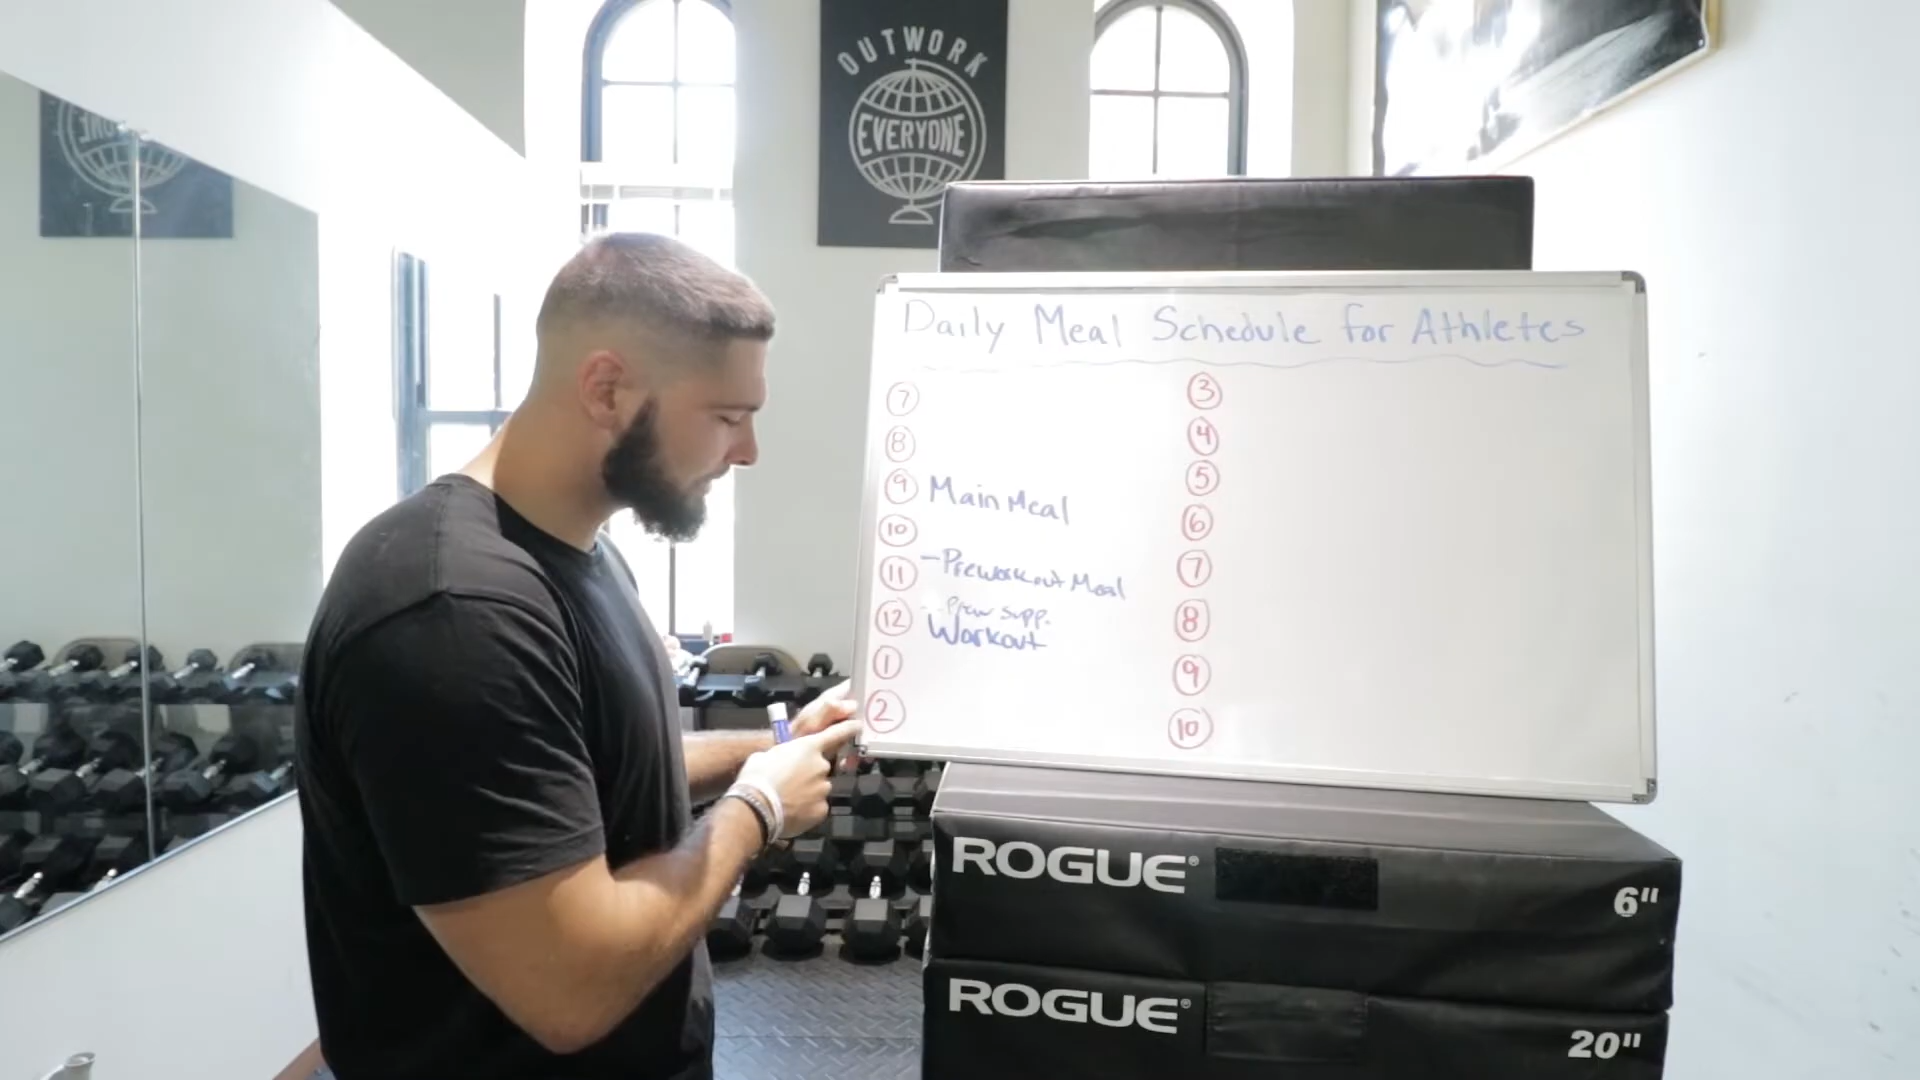 OUTWORK
EVERYONE
Daily Meal Schedule for Athletes
7
8
9 Main Meal
10
11 - Preworkout Meal
12 - Prew supp.
Workout
1
2
3
4
5
6
7
8
9
10
ROGUE®
6"
ROGUE®
20"